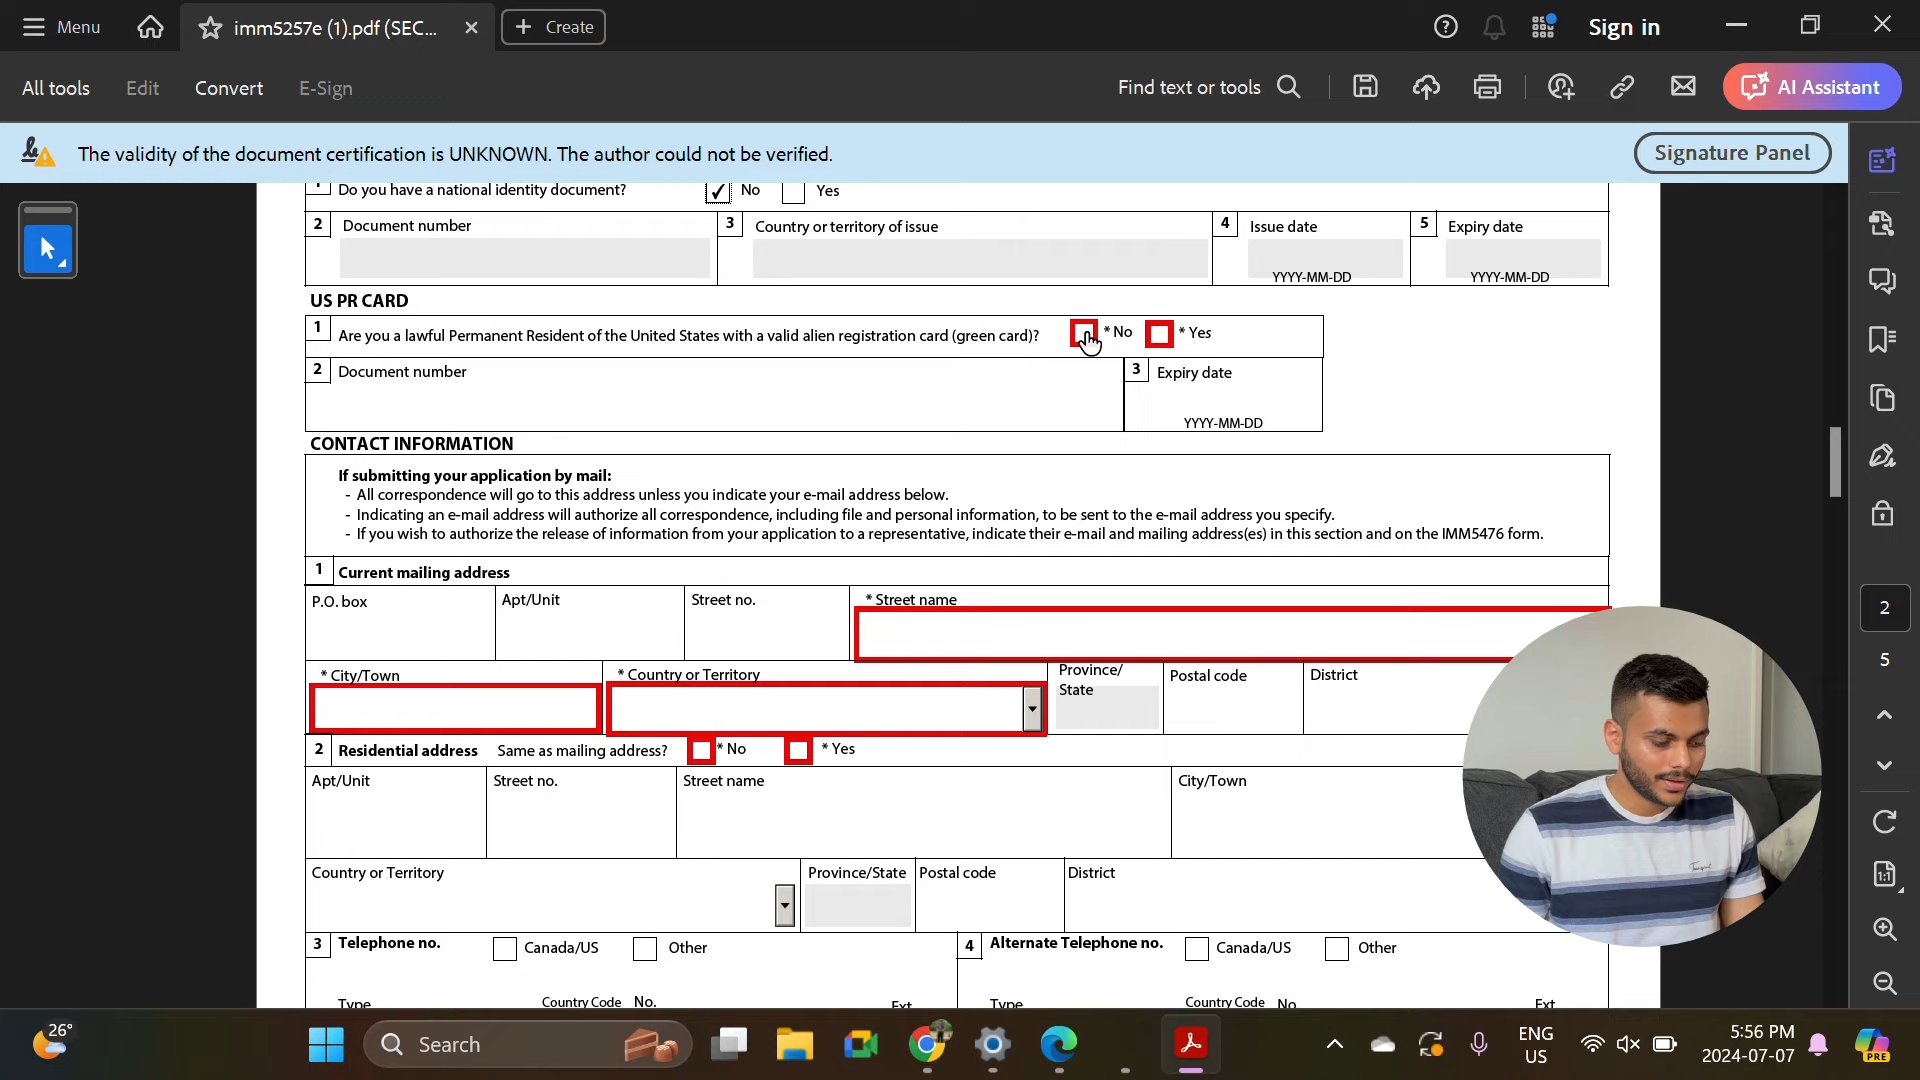 Menu
imm5257e (1).pdf (SEC...
Create
Sign in
All tools
Edit
Convert
E-Sign
Find text or tools
AI Assistant
The validity of the document certification is UNKNOWN. The author could not be verified.
Signature Panel
1 Do you have a national identity document? No Yes
2 Document number
3 Country or territory of issue
4 Issue date
5 Expiry date
YYYY-MM-DD
YYYY-MM-DD
US PR CARD
1 Are you a lawful Permanent Resident of the United States with a valid alien registration card (green card)? * No * Yes
2 Document number
3 Expiry date
YYYY-MM-DD
CONTACT INFORMATION
If submitting your application by mail:
- All correspondence will go to this address unless you indicate your e-mail address below.
- Indicating an e-mail address will authorize all correspondence, including file and personal information, to be sent to the e-mail address you specify.
- If you wish to authorize the release of information from your application to a representative, indicate their e-mail and mailing address(es) in this section and on the IMM5476 form.
1 Current mailing address
P.O. box
Apt/Unit
Street no.
* Street name
* City/Town
* Country or Territory
Province/
State
Postal code
District
2 Residential address Same as mailing address? * No * Yes
Apt/Unit
Street no.
Street name
City/Town
Country or Territory
Province/State
Postal code
District
3 Telephone no. Canada/US Other
4 Alternate Telephone no. Canada/US Other
Type
Country Code
No.
Ext.
Type
Country Code
No.
Ext.
2
5
1:1
26°
Search
ENG
US
5:56 PM
2024-07-07
PRE